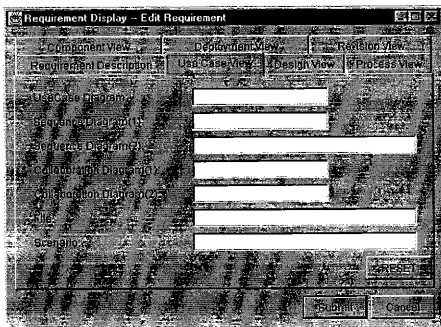 Requirement Display -- Edit Requirement
Component View Deployment View Revision View
Requirement Description Use Case View Design View Process View
UseCase Diagram
Sequence Diagram(1)
Sequence Diagram(2)
Collaboration Diagram(1)
Collaboration Diagram(2)
File
Scenario
RESET
Submit Cancel